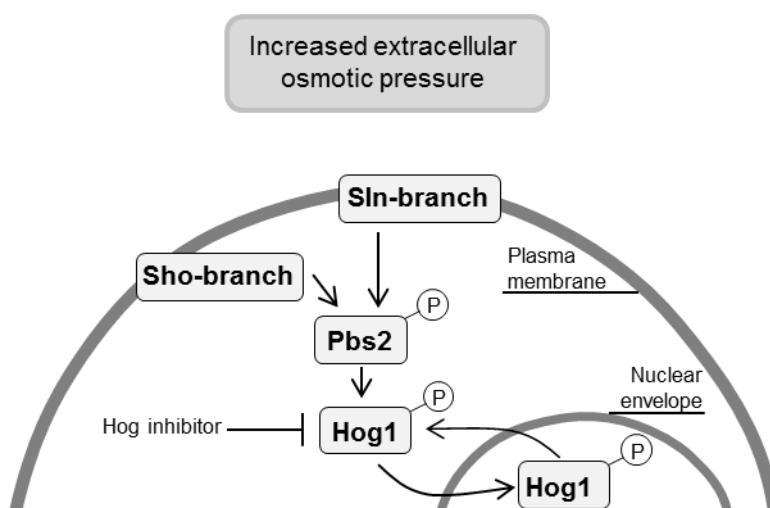 Increased extracellular
osmotic pressure
Sln-branch
Plasma
membrane
Sho-branch
P
Pbs2
Nuclear
envelope
P
Hog inhibitor
Hog1
P
Hog1